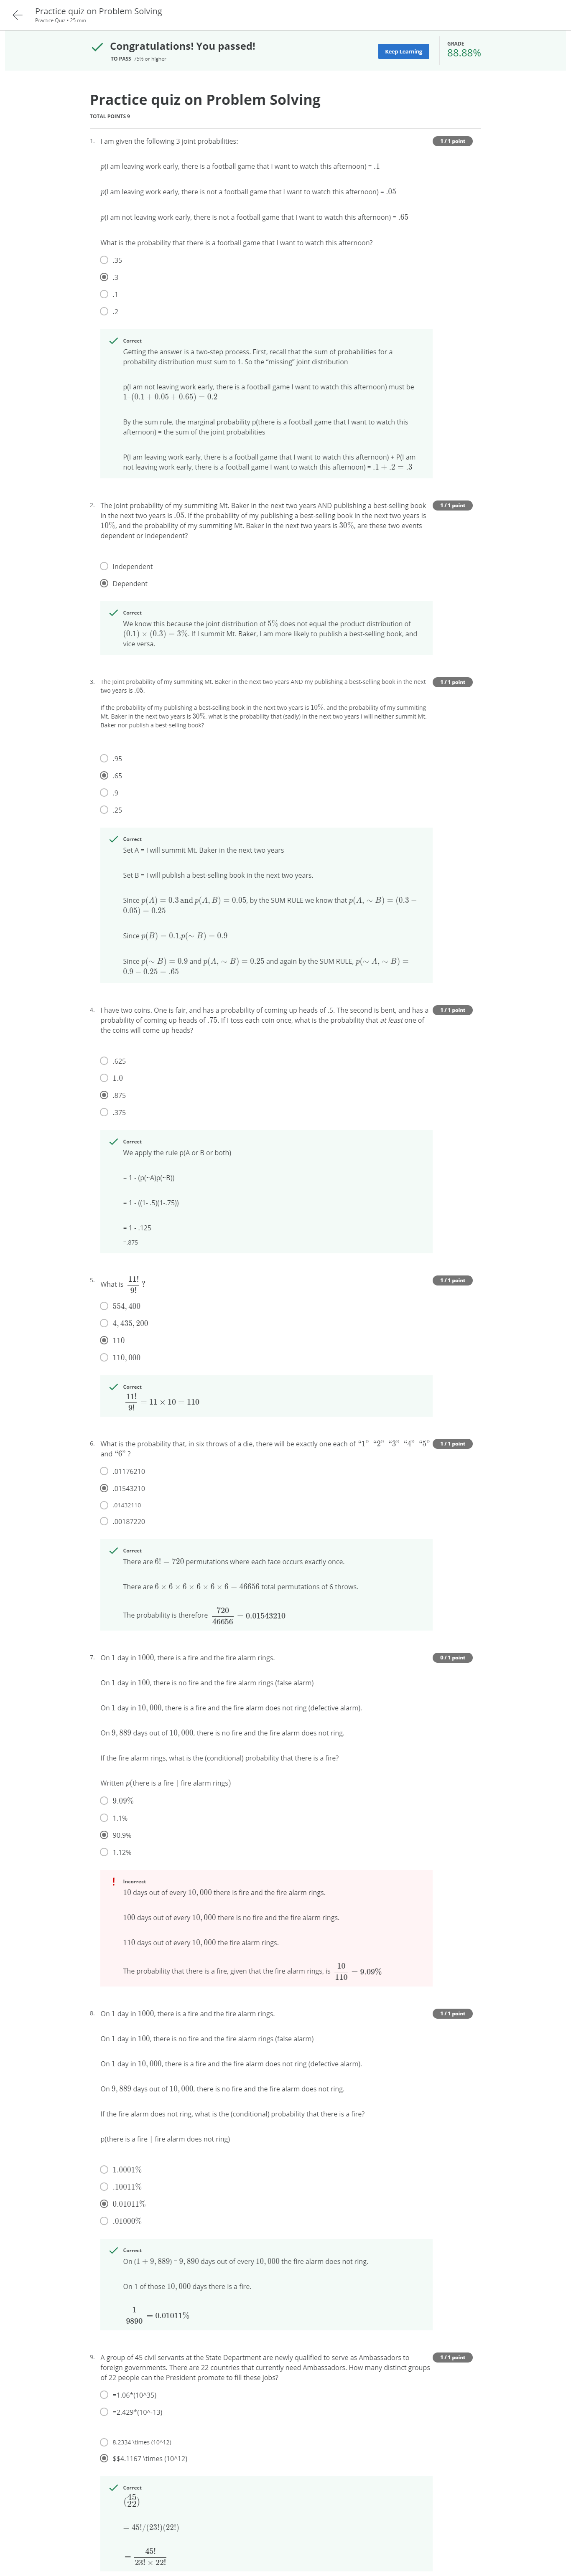 Practice quiz on Problem Solving
Practice Quiz • 25 min
Congratulations! You passed!
TO PASS 75% or higher
Keep Learning
GRADE
88.88%
Practice quiz on Problem Solving
TOTAL POINTS 9
1. I am given the following 3 joint probabilities:
1 / 1 point
p(I am leaving work early, there is a football game that I want to watch this afternoon) = .1
p(I am leaving work early, there is not a football game that I want to watch this afternoon) = .05
p(I am not leaving work early, there is not a football game that I want to watch this afternoon) = .65
What is the probability that there is a football game that I want to watch this afternoon?
.35
.3
.1
.2
Correct
Getting the answer is a two-step process. First, recall that the sum of probabilities for a
probability distribution must sum to 1. So the "missing" joint distribution
p(I am not leaving work early, there is a football game I want to watch this afternoon) must be
1–(0.1 + 0.05 + 0.65) = 0.2
By the sum rule, the marginal probability p(there is a football game that I want to watch this
afternoon) = the sum of the joint probabilities
P(I am leaving work early, there is a football game that I want to watch this afternoon) + P(I am
not leaving work early, there is a football game I want to watch this afternoon) = .1 + .2 = .3
2. The Joint probability of my summiting Mt. Baker in the next two years AND publishing a best-selling book
1 / 1 point
in the next two years is .05. If the probability of my publishing a best-selling book in the next two years is
10%, and the probability of my summiting Mt. Baker in the next two years is 30%, are these two events
dependent or independent?
Independent
Dependent
Correct
We know this because the joint distribution of 5% does not equal the product distribution of
(0.1) × (0.3) = 3%. If I summit Mt. Baker, I am more likely to publish a best-selling book, and
vice versa.
3. The Joint probability of my summiting Mt. Baker in the next two years AND my publishing a best-selling book in the next
1 / 1 point
two years is .05.
If the probability of my publishing a best-selling book in the next two years is 10%, and the probability of my summiting
Mt. Baker in the next two years is 30%, what is the probability that (sadly) in the next two years I will neither summit Mt.
Baker nor publish a best-selling book?
.95
.65
.9
.25
Correct
Set A = I will summit Mt. Baker in the next two years
Set B = I will publish a best-selling book in the next two years.
Since p(A) = 0.3 and p(A, B) = 0.05, by the SUM RULE we know that p(A, ∼ B) = (0.3 −
0.05) = 0.25
Since p(B) = 0.1,p(∼ B) = 0.9
Since p(∼ B) = 0.9 and p(A, ∼ B) = 0.25 and again by the SUM RULE, p(∼ A, ∼ B) =
0.9 − 0.25 = .65
4. I have two coins. One is fair, and has a probability of coming up heads of .5. The second is bent, and has a
1 / 1 point
probability of coming up heads of .75. If I toss each coin once, what is the probability that at least one of
the coins will come up heads?
.625
1.0
.875
.375
Correct
We apply the rule p(A or B or both)
= 1 - (p(~A)p(~B))
= 1 - ((1- .5)(1-.75))
= 1 - .125
=.875
5. What is 11!/9! ?
1 / 1 point
554, 400
4, 435, 200
110
110, 000
Correct
11!/9! = 11 × 10 = 110
6. What is the probability that, in six throws of a die, there will be exactly one each of “1” “2” “3” “4” “5”
1 / 1 point
and “6” ?
.01176210
.01543210
.01432110
.00187220
Correct
There are 6! = 720 permutations where each face occurs exactly once.
There are 6 × 6 × 6 × 6 × 6 × 6 = 46656 total permutations of 6 throws.
The probability is therefore 720/46656 = 0.01543210
7. On 1 day in 1000, there is a fire and the fire alarm rings.
0 / 1 point
On 1 day in 100, there is no fire and the fire alarm rings (false alarm)
On 1 day in 10, 000, there is a fire and the fire alarm does not ring (defective alarm).
On 9, 889 days out of 10, 000, there is no fire and the fire alarm does not ring.
If the fire alarm rings, what is the (conditional) probability that there is a fire?
Written p(there is a fire | fire alarm rings)
9.09%
1.1%
90.9%
1.12%
Incorrect
10 days out of every 10, 000 there is fire and the fire alarm rings.
100 days out of every 10, 000 there is no fire and the fire alarm rings.
110 days out of every 10, 000 the fire alarm rings.
The probability that there is a fire, given that the fire alarm rings, is 10/110 = 9.09%
8. On 1 day in 1000, there is a fire and the fire alarm rings.
1 / 1 point
On 1 day in 100, there is no fire and the fire alarm rings (false alarm)
On 1 day in 10, 000, there is a fire and the fire alarm does not ring (defective alarm).
On 9, 889 days out of 10, 000, there is no fire and the fire alarm does not ring.
If the fire alarm does not ring, what is the (conditional) probability that there is a fire?
p(there is a fire | fire alarm does not ring)
1.0001%
.10011%
0.01011%
.01000%
Correct
On (1 + 9, 889) = 9, 890 days out of every 10, 000 the fire alarm does not ring.
On 1 of those 10, 000 days there is a fire.
1/9890 = 0.01011%
9. A group of 45 civil servants at the State Department are newly qualified to serve as Ambassadors to
1 / 1 point
foreign governments. There are 22 countries that currently need Ambassadors. How many distinct groups
of 22 people can the President promote to fill these jobs?
=1.06*(10^35)
=2.429*(10^-13)
8.2334 \times (10^12)
$$4.1167 \times (10^12)
Correct
(45 22)
= 45!/(23!)(22!)
= 45!/23! × 22!